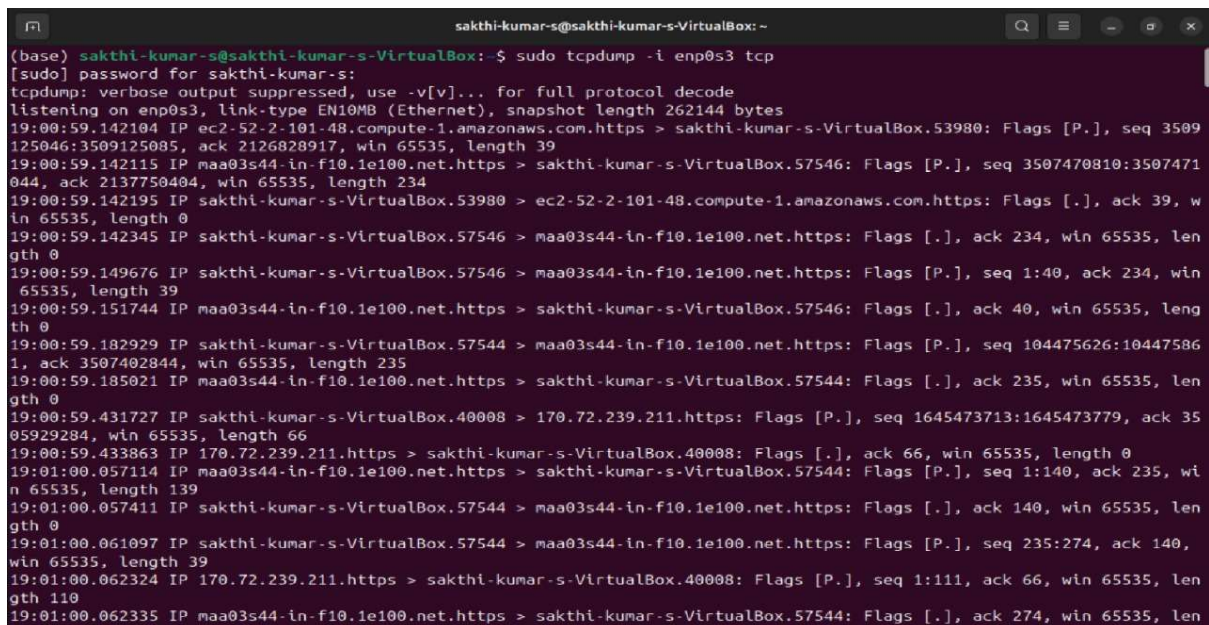 sakthi-kumar-s@sakthi-kumar-s-VirtualBox: ~
(base) sakthi-kumar-s@sakthi-kumar-s-VirtualBox:~$ sudo tcpdump -i enp0s3 tcp
[sudo] password for sakthi-kumar-s:
tcpdump: verbose output suppressed, use -v[v]... for full protocol decode
listening on enp0s3, link-type EN10MB (Ethernet), snapshot length 262144 bytes
19:00:59.142104 IP ec2-52-2-101-48.compute-1.amazonaws.com.https > sakthi-kumar-s-VirtualBox.53980: Flags [P.], seq 3509
125046:3509125085, ack 2126828917, win 65535, length 39
19:00:59.142115 IP maa03s44-in-f10.1e100.net.https > sakthi-kumar-s-VirtualBox.57546: Flags [P.], seq 3507470810:3507471
044, ack 2137750404, win 65535, length 234
19:00:59.142195 IP sakthi-kumar-s-VirtualBox.53980 > ec2-52-2-101-48.compute-1.amazonaws.com.https: Flags [.], ack 39, w
in 65535, length 0
19:00:59.142345 IP sakthi-kumar-s-VirtualBox.57546 > maa03s44-in-f10.1e100.net.https: Flags [.], ack 234, win 65535, len
gth 0
19:00:59.149676 IP sakthi-kumar-s-VirtualBox.57546 > maa03s44-in-f10.1e100.net.https: Flags [P.], seq 1:40, ack 234, win
 65535, length 39
19:00:59.151744 IP maa03s44-in-f10.1e100.net.https > sakthi-kumar-s-VirtualBox.57546: Flags [.], ack 40, win 65535, leng
th 0
19:00:59.182929 IP sakthi-kumar-s-VirtualBox.57544 > maa03s44-in-f10.1e100.net.https: Flags [P.], seq 104475626:10447586
1, ack 3507402844, win 65535, length 235
19:00:59.185021 IP maa03s44-in-f10.1e100.net.https > sakthi-kumar-s-VirtualBox.57544: Flags [.], ack 235, win 65535, len
gth 0
19:00:59.431727 IP sakthi-kumar-s-VirtualBox.40008 > 170.72.239.211.https: Flags [P.], seq 1645473713:1645473779, ack 35
05929284, win 65535, length 66
19:00:59.433863 IP 170.72.239.211.https > sakthi-kumar-s-VirtualBox.40008: Flags [.], ack 66, win 65535, length 0
19:01:00.057114 IP maa03s44-in-f10.1e100.net.https > sakthi-kumar-s-VirtualBox.57544: Flags [P.], seq 1:140, ack 235, wi
n 65535, length 139
19:01:00.057411 IP sakthi-kumar-s-VirtualBox.57544 > maa03s44-in-f10.1e100.net.https: Flags [.], ack 140, win 65535, len
gth 0
19:01:00.061097 IP sakthi-kumar-s-VirtualBox.57544 > maa03s44-in-f10.1e100.net.https: Flags [P.], seq 235:274, ack 140,
win 65535, length 39
19:01:00.062324 IP 170.72.239.211.https > sakthi-kumar-s-VirtualBox.40008: Flags [P.], seq 1:111, ack 66, win 65535, len
gth 110
19:01:00.062335 IP maa03s44-in-f10.1e100.net.https > sakthi-kumar-s-VirtualBox.57544: Flags [.], ack 274, win 65535, len